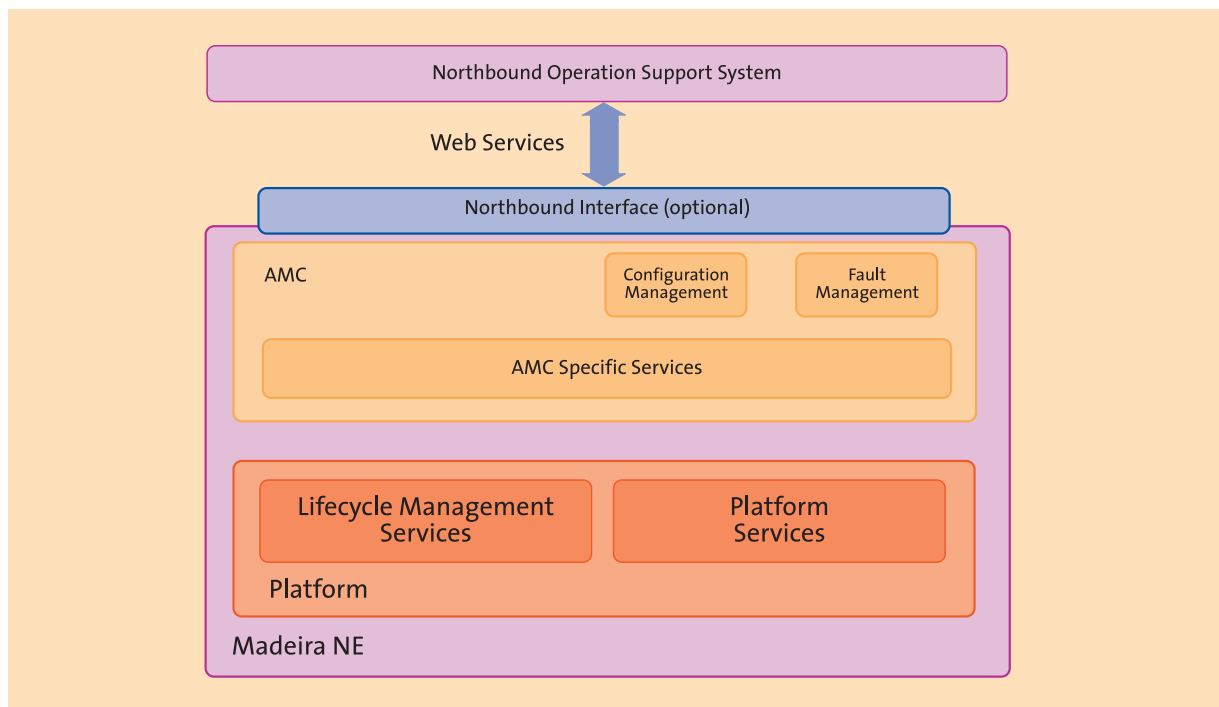 Northbound Operation Support System
Web Services
Northbound Interface (optional)
AMC
Configuration
Management
Fault
Management
AMC Specific Services
Lifecycle Management
Services
Platform
Services
Platform
Madeira NE